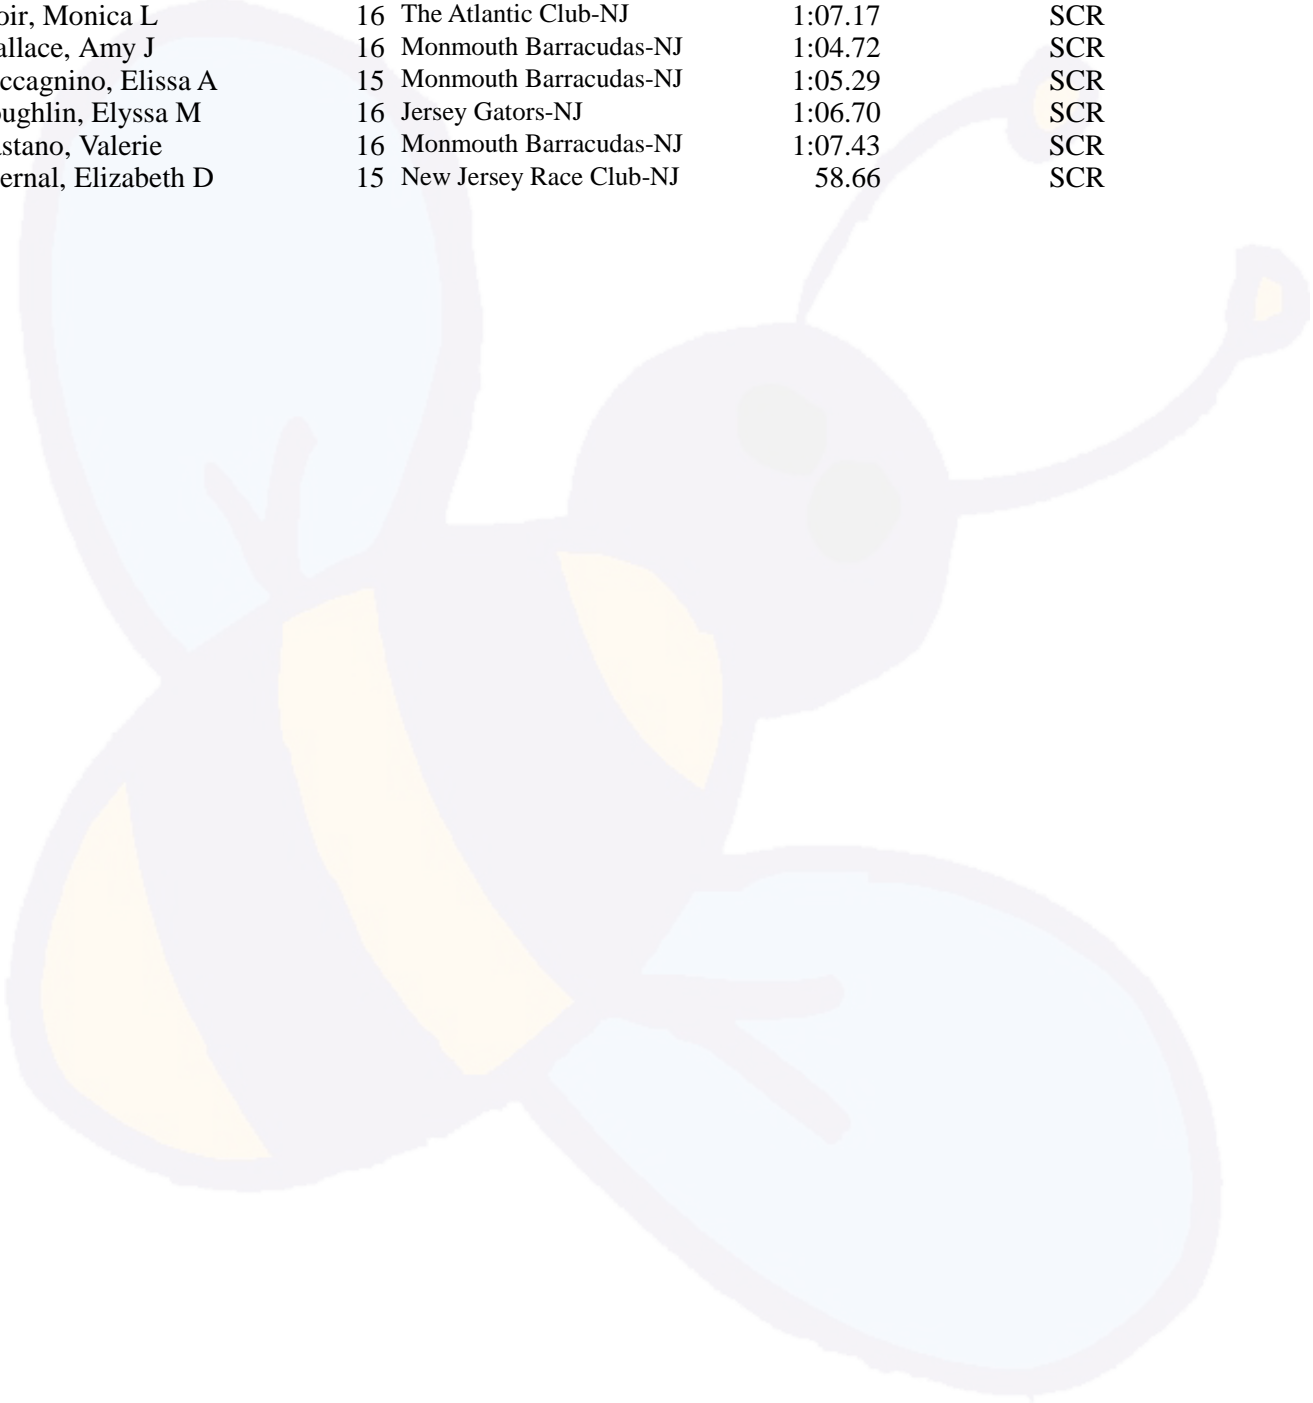 oir, Monica L 16 The Atlantic Club-NJ 1:07.17 SCR
allace, Amy J 16 Monmouth Barracudas-NJ 1:04.72 SCR
ccagnino, Elissa A 15 Monmouth Barracudas-NJ 1:05.29 SCR
oughlin, Elyssa M 16 Jersey Gators-NJ 1:06.70 SCR
astano, Valerie 16 Monmouth Barracudas-NJ 1:07.43 SCR
ernal, Elizabeth D 15 New Jersey Race Club-NJ 58.66 SCR